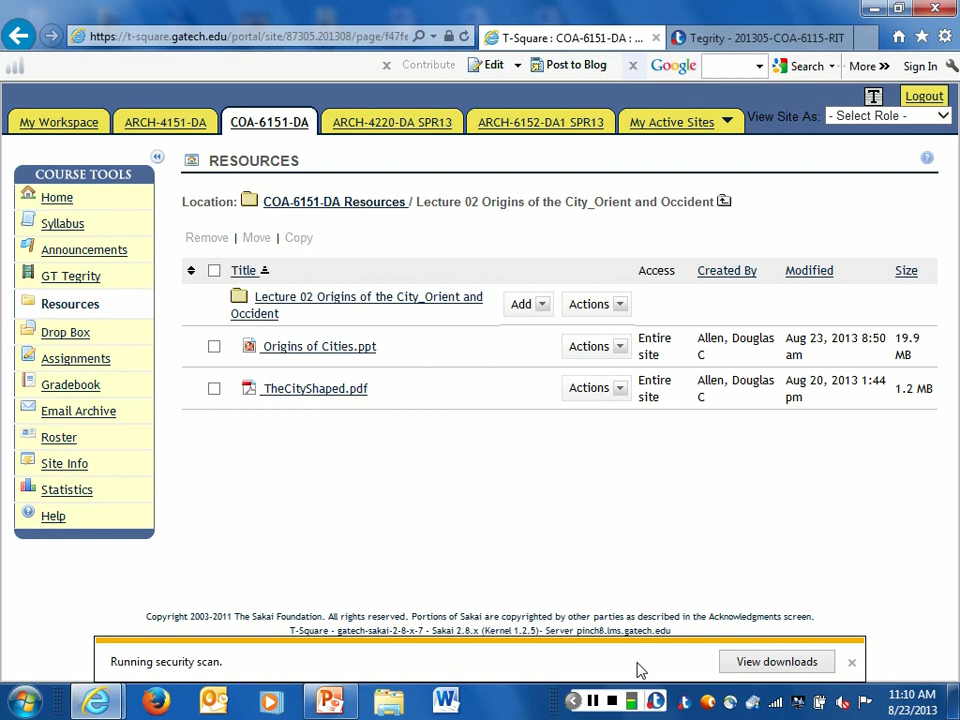 https://t-square.gatech.edu/portal/site/87305.201308/page/f47fe
T-Square : COA-6151-DA : ...
Tegrity - 201305-COA-6115-RIT
Contribute
Edit
Post to Blog
Google
Search
More »
Sign In
T
Logout
My Workspace
ARCH-4151-DA
COA-6151-DA
ARCH-4220-DA SPR13
ARCH-6152-DA1 SPR13
My Active Sites
View Site As:
- Select Role -
COURSE TOOLS
Home
Syllabus
Announcements
GT Tegrity
Resources
Drop Box
Assignments
Gradebook
Email Archive
Roster
Site Info
Statistics
Help
RESOURCES
Location: COA-6151-DA Resources / Lecture 02 Origins of the City_Orient and Occident
Remove | Move | Copy
Title
Access
Created By
Modified
Size
Lecture 02 Origins of the City_Orient and
Occident
Add
Actions
Origins of Cities.ppt
Actions
Entire
site
Allen, Douglas
C
Aug 23, 2013 8:50
am
19.9
MB
TheCityShaped.pdf
Actions
Entire
site
Allen, Douglas
C
Aug 20, 2013 1:44
pm
1.2 MB
Copyright 2003-2011 The Sakai Foundation. All rights reserved. Portions of Sakai are copyrighted by other parties as described in the Acknowledgments screen.
T-Square - gatech-sakai-2-8-x-7 - Sakai 2.8.x (Kernel 1.2.5)- Server pinch8.lms.gatech.edu
Running security scan.
View downloads
11:10 AM
8/23/2013